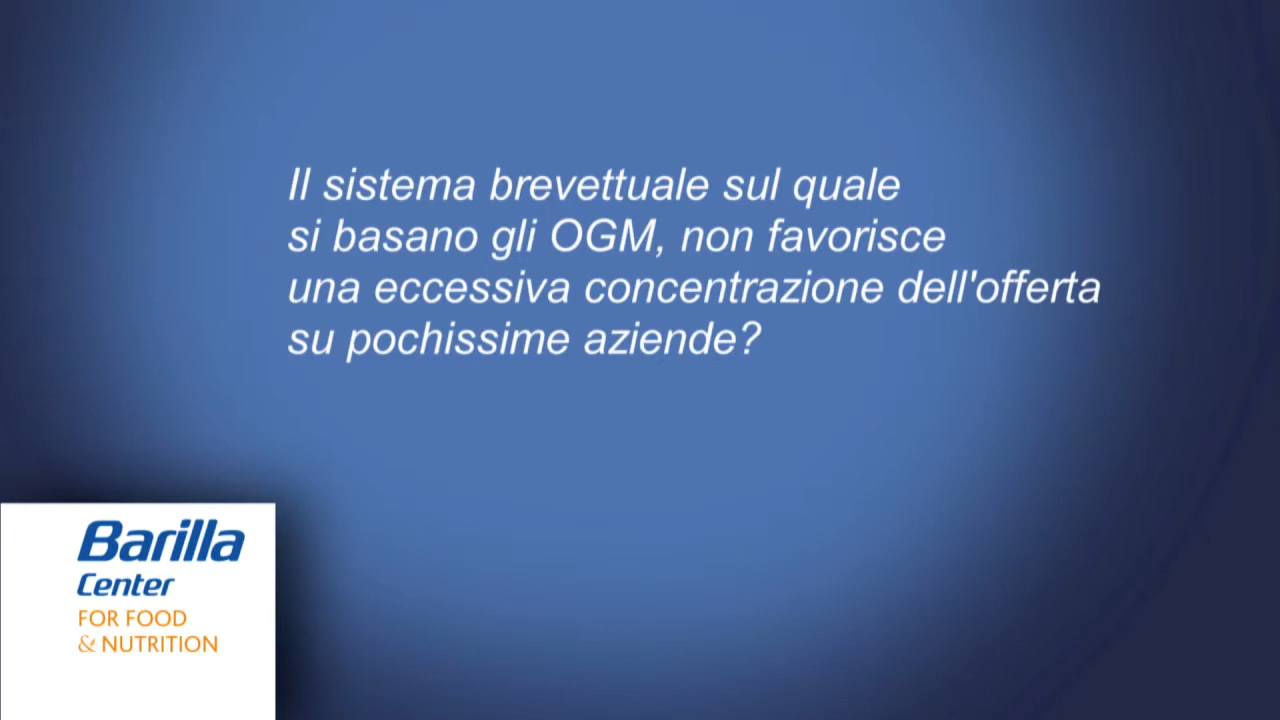 Il sistema brevettuale sul quale
si basano gli OGM, non favorisce
una eccessiva concentrazione dell'offerta
su pochissime aziende?
Barilla
Center
FOR FOOD
& NUTRITION